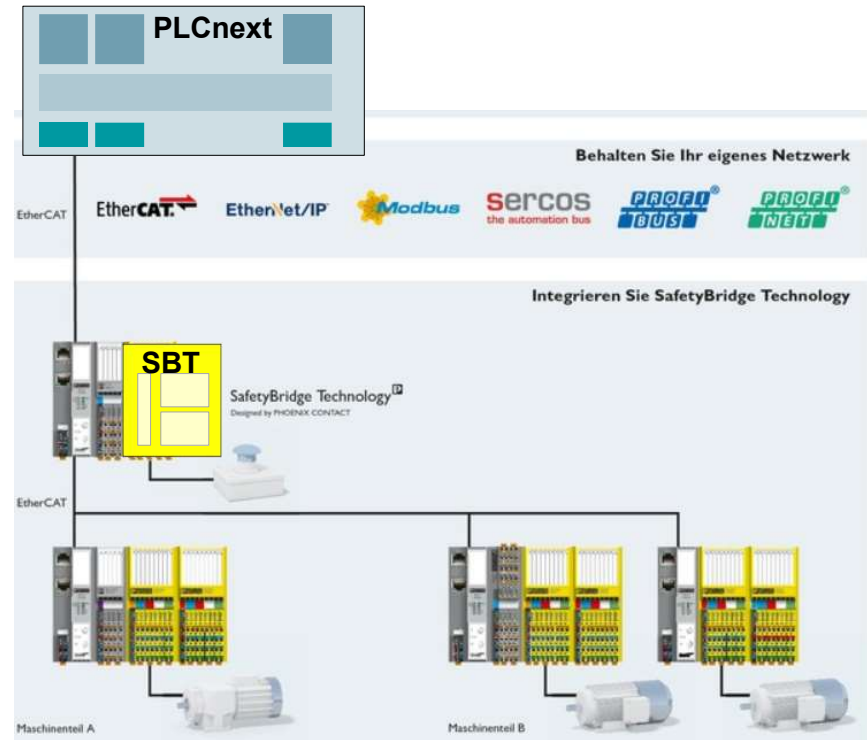 PLCnext
Behalten Sie Ihr eigenes Netzwerk
EtherCAT
EtherCAT.
EtherNet/IP
Modbus
sercos
the automation bus
PROFI
BUS
PROFI
NET
Integrieren Sie SafetyBridge Technology
SBT
SafetyBridge Technology
Designed by PHOENIX CONTACT
EtherCAT
Maschinenteil A
Maschinenteil B